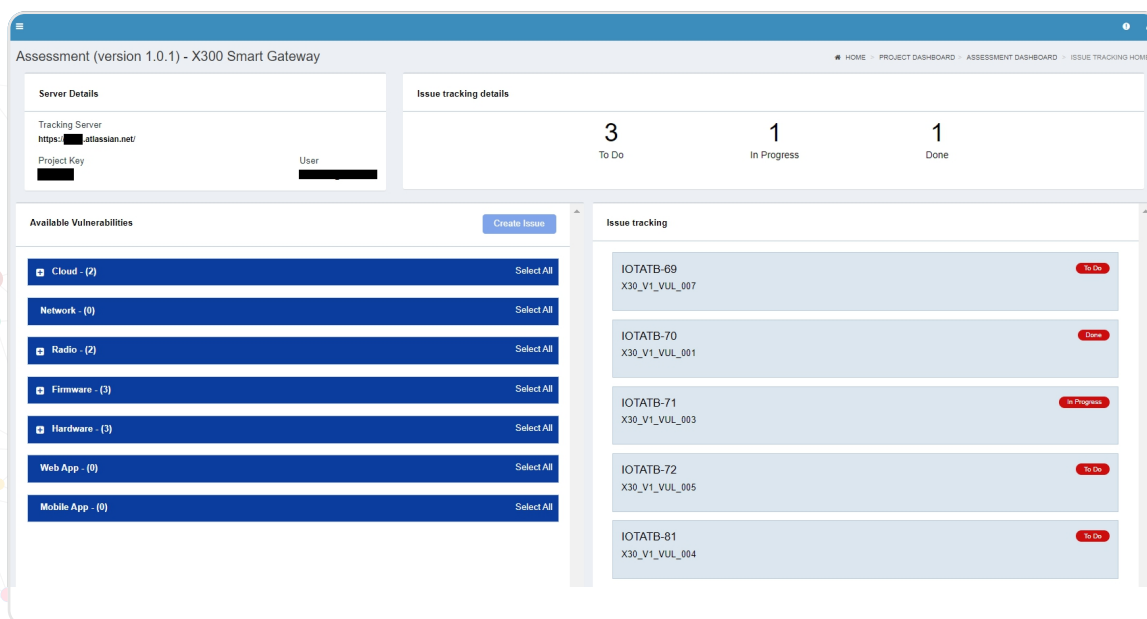 Assessment (version 1.0.1) - X300 Smart Gateway
HOME > PROJECT DASHBOARD > ASSESSMENT DASHBOARD > ISSUE TRACKING HOME
Server Details
Tracking Server
https:// .atlassian.net/
Project Key
User
Issue tracking details
3
To Do
1
In Progress
1
Done
Available Vulnerabilities
Create Issue
Cloud - (2)
Select All
Network - (0)
Select All
Radio - (2)
Select All
Firmware - (3)
Select All
Hardware - (3)
Select All
Web App - (0)
Select All
Mobile App - (0)
Select All
Issue tracking
IOTATB-69
To Do
X30_V1_VUL_007
IOTATB-70
Done
X30_V1_VUL_001
IOTATB-71
In Progress
X30_V1_VUL_003
IOTATB-72
To Do
X30_V1_VUL_005
IOTATB-81
To Do
X30_V1_VUL_004